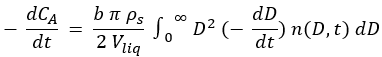 − dC_A/dt = b π ρ_s / 2 V_liq ∫_0^∞ D^2 (− dD/dt) n(D, t) dD